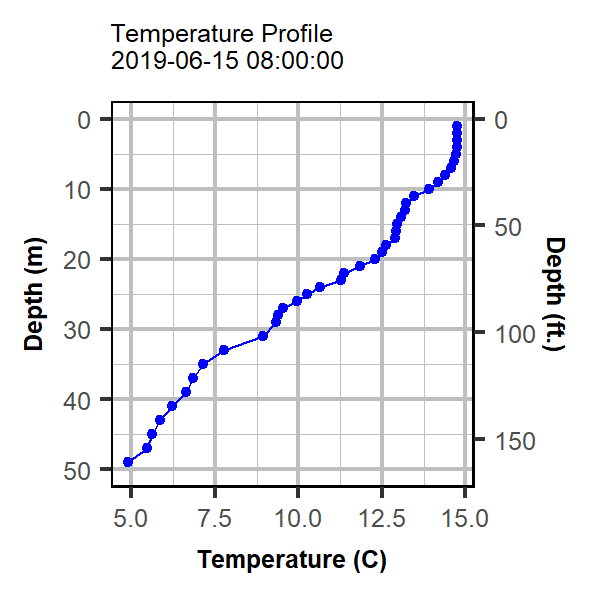 Temperature Profile
2019-06-15 08:00:00
0
10
20
30
40
50
Depth (m)
0
50
100
150
Depth (ft.)
5.0 7.5 10.0 12.5 15.0
Temperature (C)